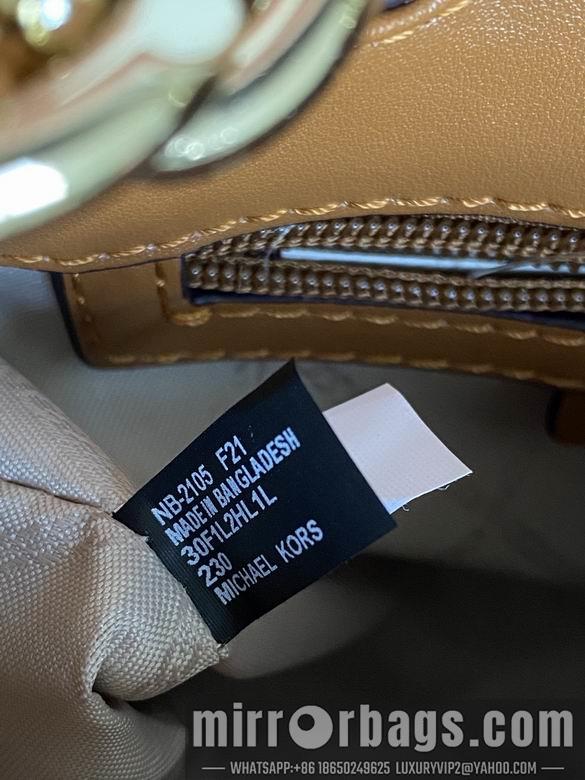 NB-2105 F21
MADE IN BANGLADESH
30F1L2HL1L
230
MICHAEL KORS
mirrorbags.com
WHATSAPP:+86 18650249625 LUXURYVIP2@YAHOO.COM